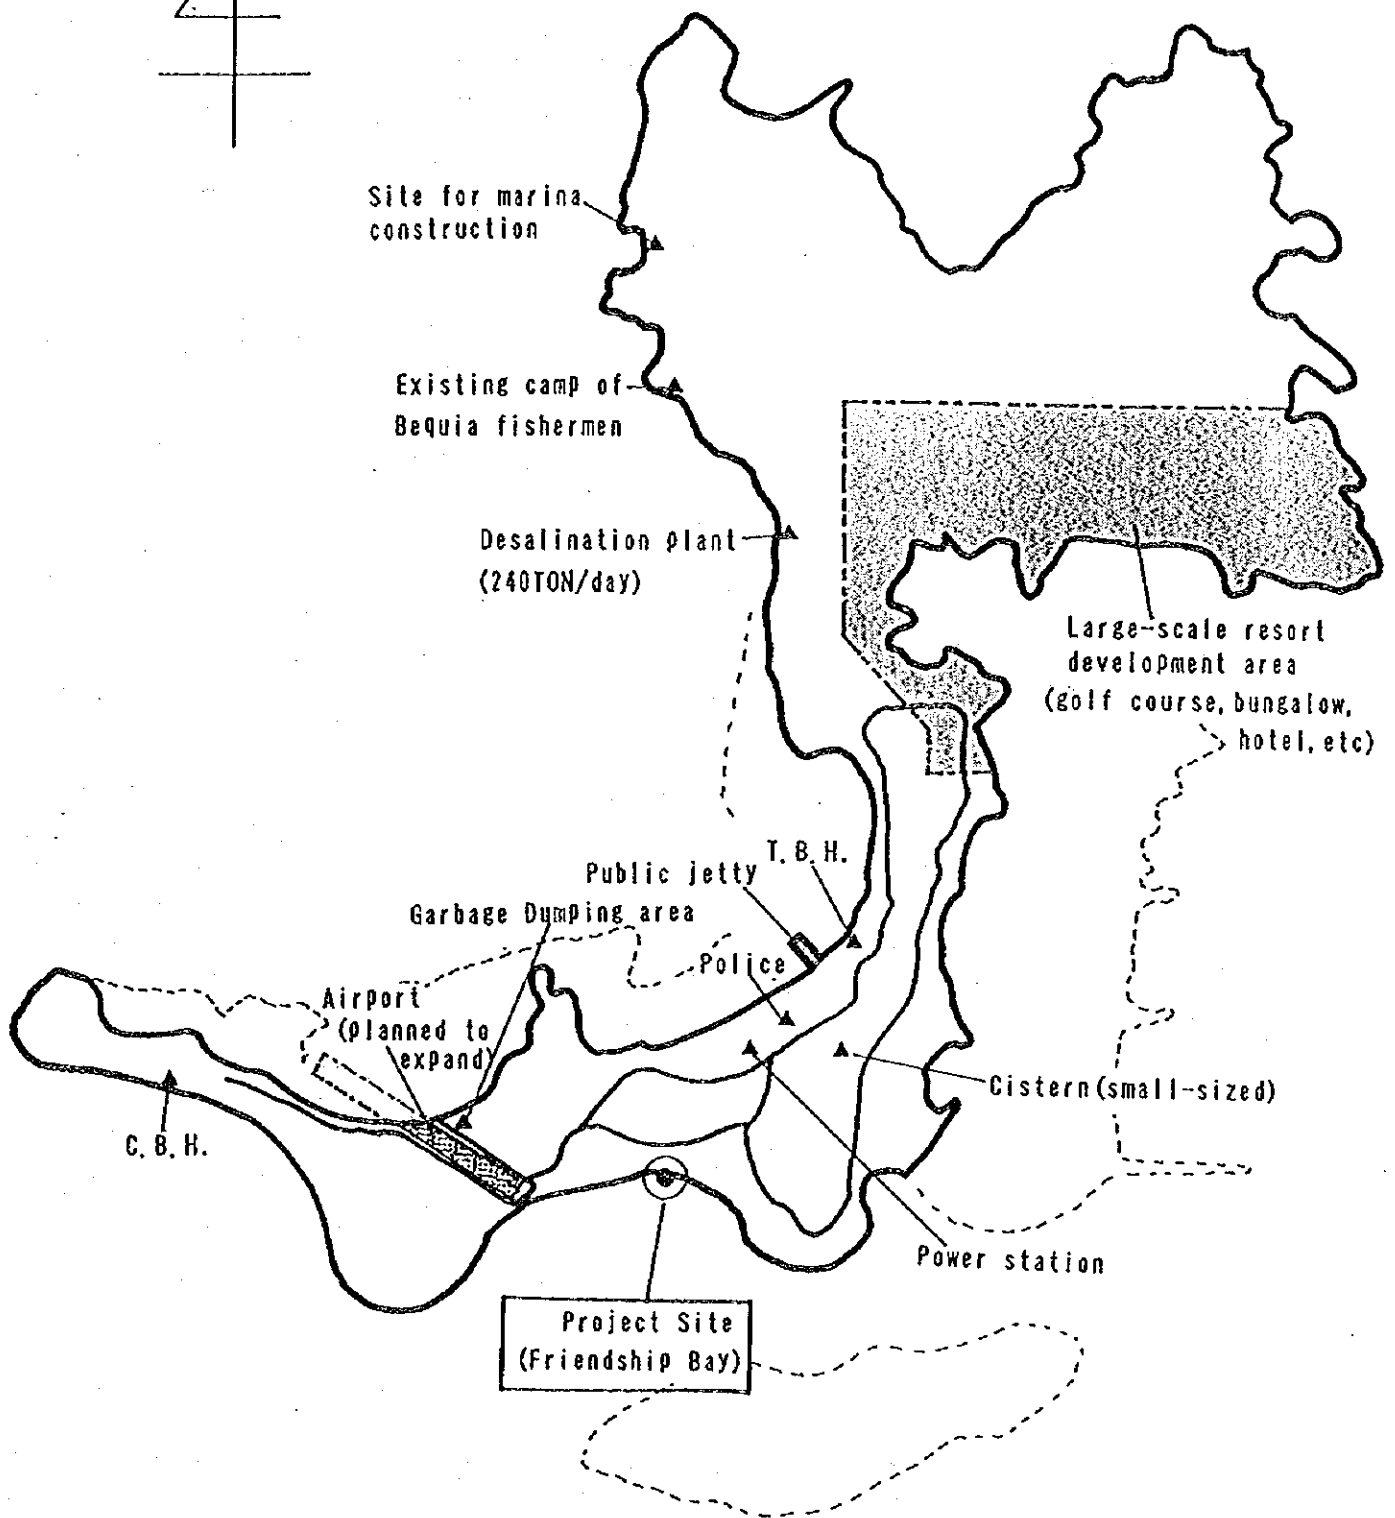 Site for marina
construction
Existing camp of
Bequia fishermen
Desalination plant
(240TON/day)
Large-scale resort
development area
(golf course, bungalow,
hotel, etc)
T. B. H.
Public jetty
Garbage Dumping area
Police
Airport
(planned to
expand)
Cistern (small-sized)
C. B. H.
Power station
Project Site
(Friendship Bay)